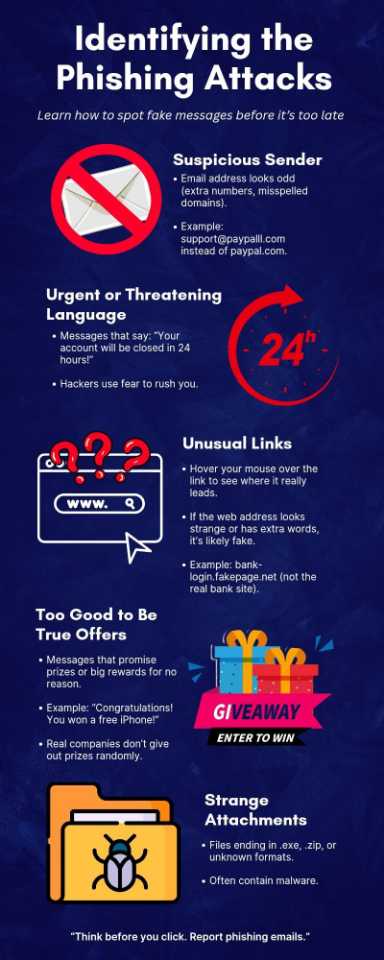 Identifying the
Phishing Attacks
Learn how to spot fake messages before it's too late
Suspicious Sender
• Email address looks odd
(extra numbers, misspelled
domains).
• Example:
support@paypalll.com
instead of paypal.com.
Urgent or Threatening
Language
• Messages that say: "Your
account will be closed in 24
hours!"
• Hackers use fear to rush you.
24h
???
www.
Unusual Links
• Hover your mouse over the
link to see where it really
leads.
• If the web address looks
strange or has extra words,
it's likely fake.
• Example: bank-
login.fakepage.net (not the
real bank site).
Too Good to Be
True Offers
• Messages that promise
prizes or big rewards for no
reason.
• Example: "Congratulations!
You won a free iPhone!"
• Real companies don't give
out prizes randomly.
GIVEAWAY
ENTER TO WIN
Strange
Attachments
• Files ending in .exe, .zip, or
unknown formats.
• Often contain malware.
"Think before you click. Report phishing emails."